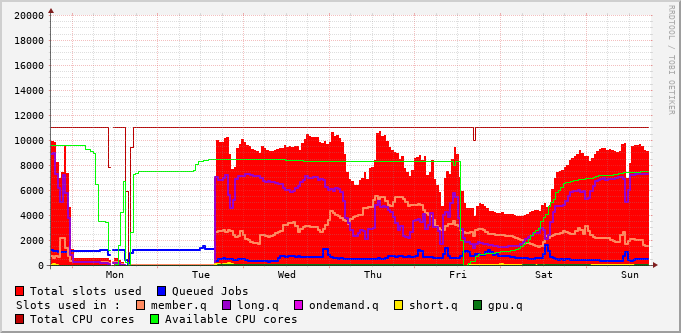 RRDTOOL / TOBI OETIKER
20000
18000
16000
14000
12000
10000
8000
6000
4000
2000
0
Mon Tue Wed Thu Fri Sat Sun
Total slots used Queued Jobs
Slots used in : member.q long.q ondemand.q short.q gpu.q
Total CPU cores Available CPU cores